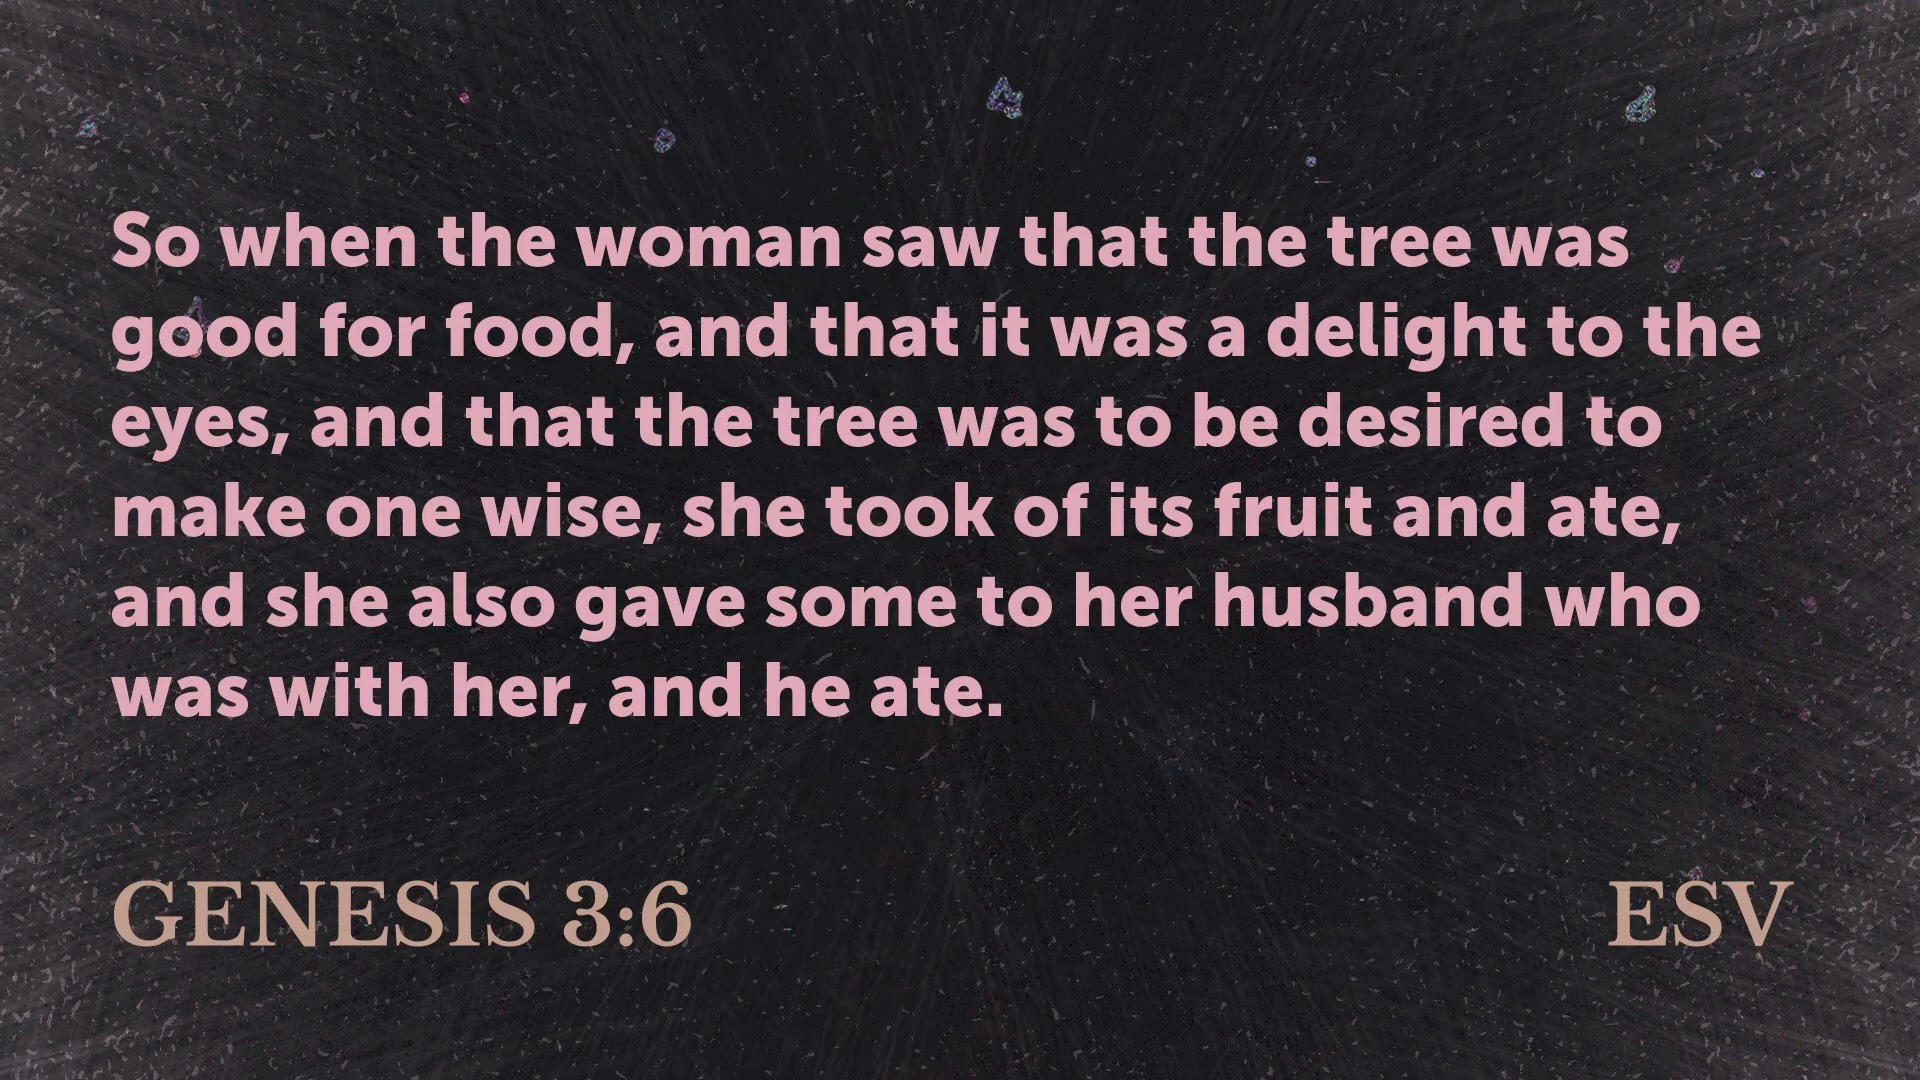 So when the woman saw that the tree was
good for food, and that it was a delight to the
eyes, and that the tree was to be desired to
make one wise, she took of its fruit and ate,
and she also gave some to her husband who
was with her, and he ate.
GENESIS 3:6
ESV